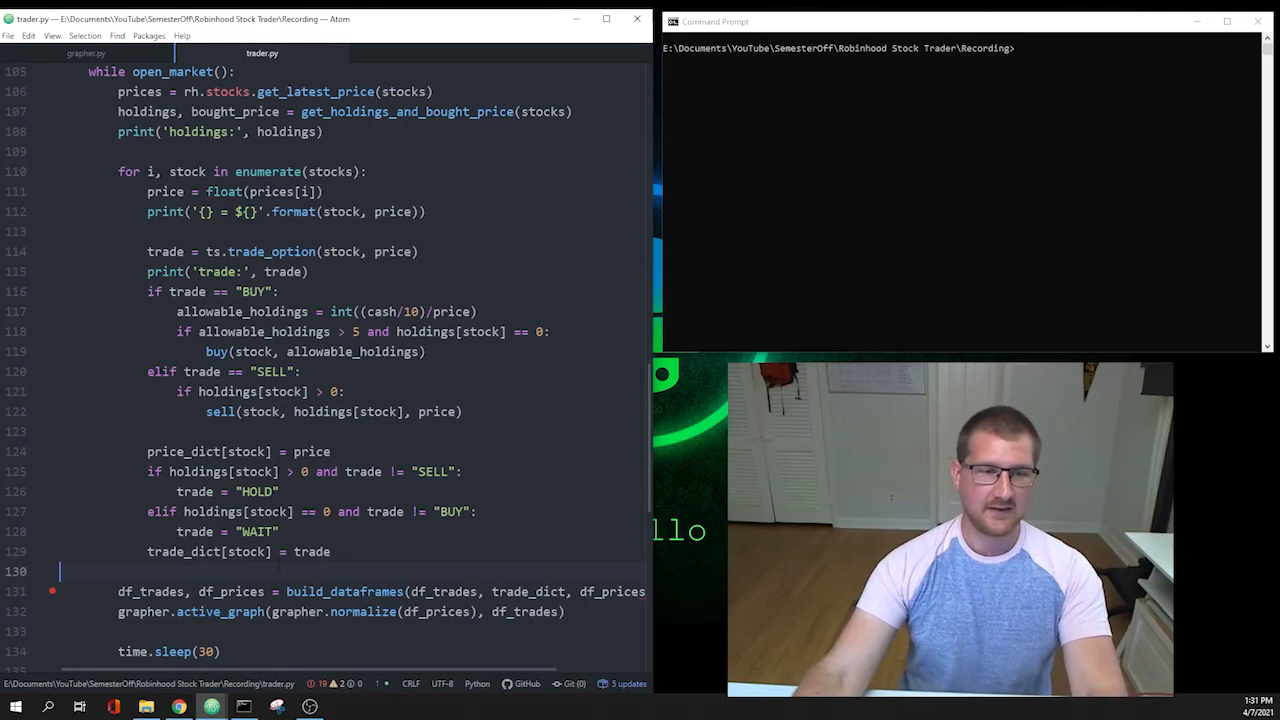 trader.py — E:\Documents\YouTube\SemesterOff\Robinhood Stock Trader\Recording — Atom
File Edit View Selection Find Packages Help
grapher.py trader.py
105 while open_market():
106 prices = rh.stocks.get_latest_price(stocks)
107 holdings, bought_price = get_holdings_and_bought_price(stocks)
108 print('holdings:', holdings)
109
110 for i, stock in enumerate(stocks):
111 price = float(prices[i])
112 print('{} = ${}'.format(stock, price))
113
114 trade = ts.trade_option(stock, price)
115 print('trade:', trade)
116 if trade == "BUY":
117 allowable_holdings = int((cash/10)/price)
118 if allowable_holdings > 5 and holdings[stock] == 0:
119 buy(stock, allowable_holdings)
120 elif trade == "SELL":
121 if holdings[stock] > 0:
122 sell(stock, holdings[stock], price)
123
124 price_dict[stock] = price
125 if holdings[stock] > 0 and trade != "SELL":
126 trade = "HOLD"
127 elif holdings[stock] == 0 and trade != "BUY":
128 trade = "WAIT"
129 trade_dict[stock] = trade
130
131 df_trades, df_prices = build_dataframes(df_trades, trade_dict, df_prices
132 grapher.active_graph(grapher.normalize(df_prices), df_trades)
133
134 time.sleep(30)
E:\Documents\YouTube\SemesterOff\Robinhood Stock Trader\Recording\trader.py 19 2 0 1 CRLF UTF-8 Python GitHub Git (0) 5 updates
Command Prompt
E:\Documents\YouTube\SemesterOff\Robinhood Stock Trader\Recording>
llo
1:31 PM
4/7/2021